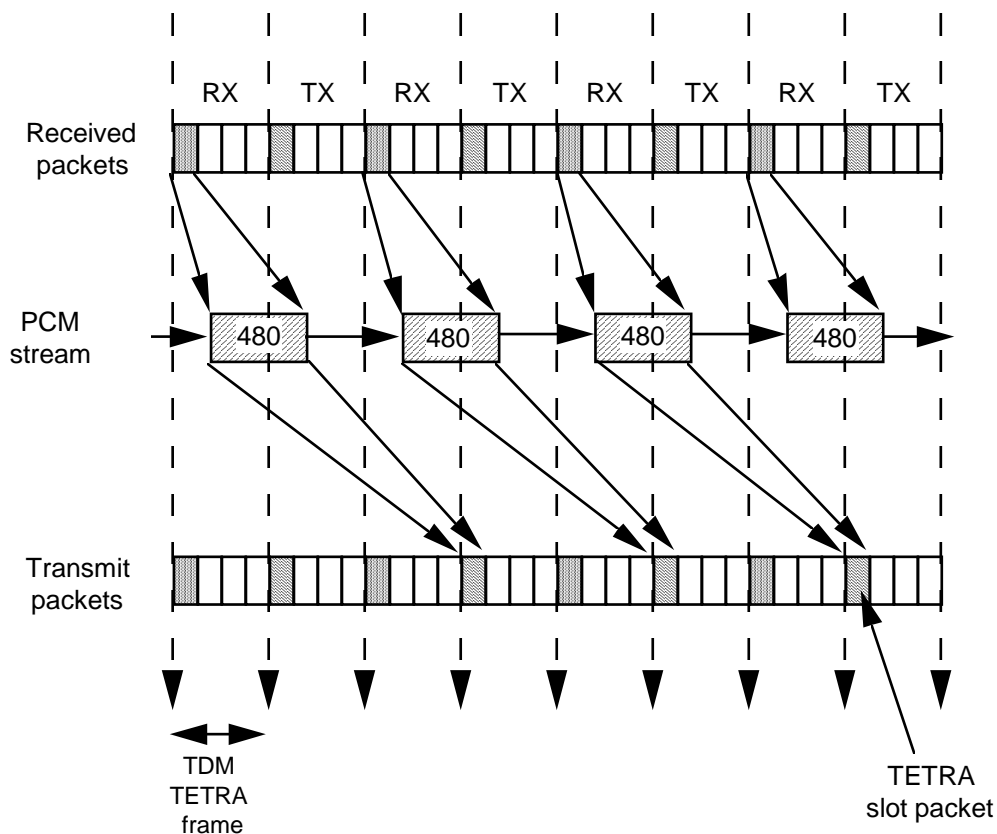 RX TX RX TX RX TX RX TX
Received
packets
PCM
stream
480 480 480 480
Transmit
packets
TDM
TETRA
frame
TETRA
slot packet